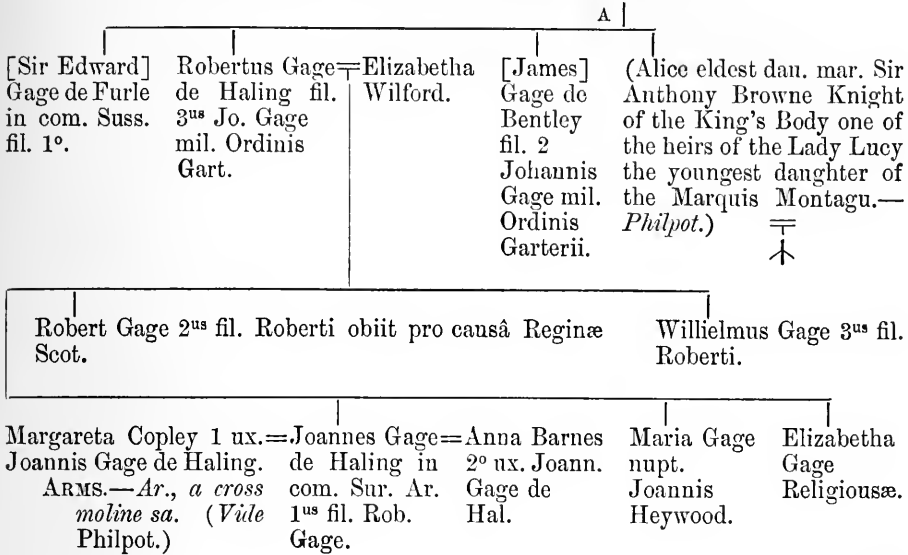 A
[Sir Edward]
Gage de Furle
in com. Suss.
fil. 1º.
Robertus Gage=Elizabetha
de Haling fil. Wilford.
3us Jo. Gage
mil. Ordinis
Gart.
[James]
Gage de
Bentley
fil. 2
Johannis
Gage mil.
Ordinis
Garterii.
(Alice eldest dau. mar. Sir
Anthony Browne Knight
of the King's Body one of
the heirs of the Lady Lucy
the youngest daughter of
the Marquis Montagu.—
Philpot.)
Robert Gage 2us fil. Roberti obiit pro causâ Reginæ
Scot.
Willielmus Gage 3us fil.
Roberti.
Margareta Copley 1 ux.=Joannes Gage=Anna Barnes
Joannis Gage de Haling.
ARMS.—Ar., a cross
moline sa. (Vide
Philpot.)
de Haling in
com. Sur. Ar.
1us fil. Rob.
Gage.
2º ux. Joann.
Gage de
Hal.
Maria Gage
nupt.
Joannis
Heywood.
Elizabetha
Gage
Religiousæ.